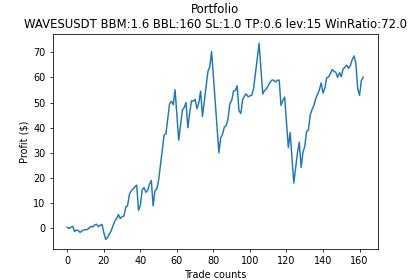 Portfolio
WAVESUSDT BBM:1.6 BBL:160 SL:1.0 TP:0.6 lev:15 WinRatio:72.0
70
60
50
40
30
20
10
0
Profit ($)
0 20 40 60 80 100 120 140 160
Trade counts